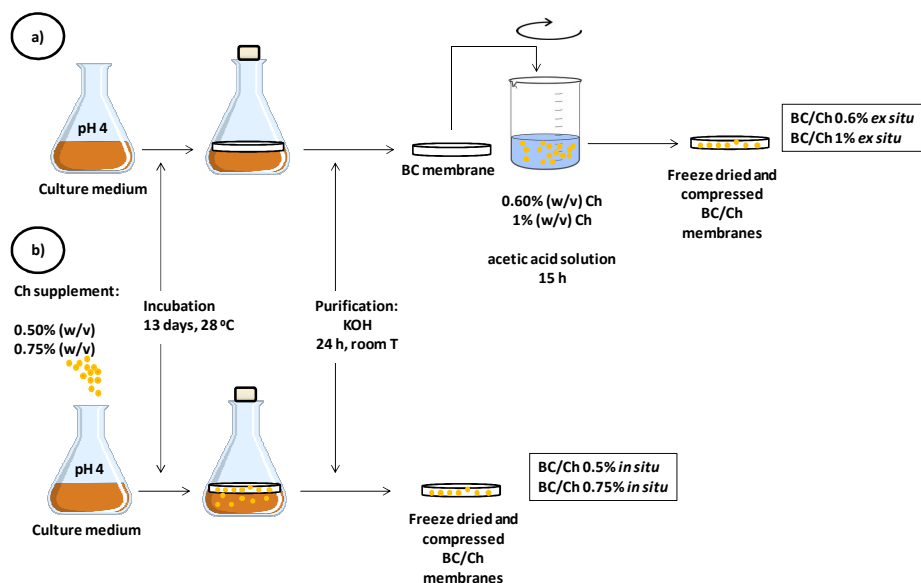 a)
pH 4
Culture medium
BC membrane
0.60% (w/v) Ch
1% (w/v) Ch
acetic acid solution
15 h
Freeze dried and
compressed
BC/Ch
membranes
BC/Ch 0.6% ex situ
BC/Ch 1% ex situ
b)
Ch supplement:
0.50% (w/v)
0.75% (w/v)
Incubation
13 days, 28 ºC
Purification:
KOH
24 h, room T
pH 4
Culture medium
Freeze dried and
compressed
BC/Ch
membranes
BC/Ch 0.5% in situ
BC/Ch 0.75% in situ